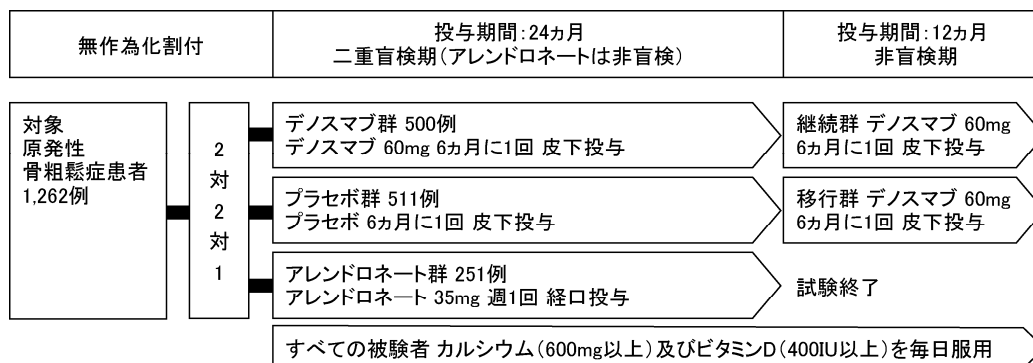 無作為化割付
投与期間:24ヵ月
二重盲検期(アレンドロネートは非盲検)
投与期間:12ヵ月
非盲検期
対象
原発性
骨粗鬆症患者
1,262例
2
対
2
対
1
デノスマブ群 500例
デノスマブ 60mg 6ヵ月に1回 皮下投与
継続群 デノスマブ 60mg
6ヵ月に1回 皮下投与
プラセボ群 511例
プラセボ 6ヵ月に1回 皮下投与
移行群 デノスマブ 60mg
6ヵ月に1回 皮下投与
アレンドロネート群 251例
アレンドロネート 35mg 週1回 経口投与
試験終了
すべての被験者 カルシウム(600mg以上)及びビタミンD(400IU以上)を毎日服用